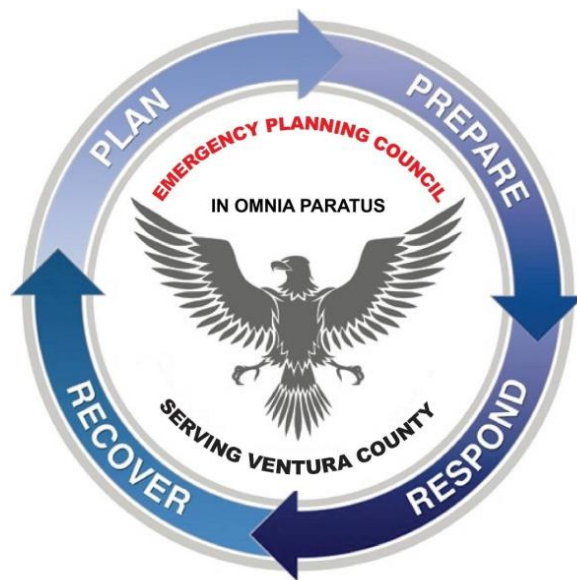 PLAN
PREPARE
RESPOND
RECOVER
EMERGENCY PLANNING COUNCIL
IN OMNIA PARATUS
SERVING VENTURA COUNTY